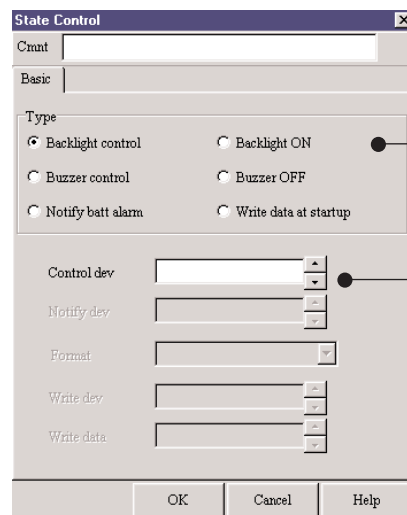 State Control
Cmnt
Basic
Type
Backlight control Backlight ON
Buzzer control Buzzer OFF
Notify batt alarm Write data at startup
Control dev
Notify dev
Format
Write dev
Write data
OK Cancel Help